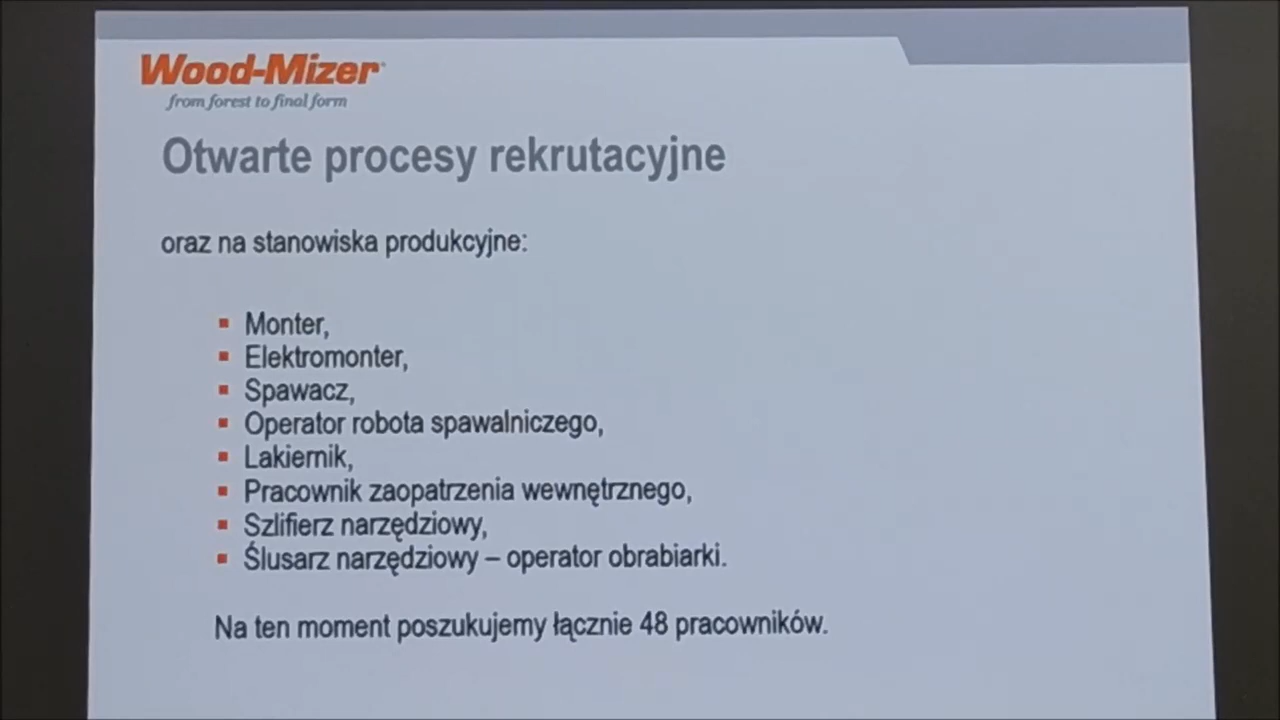 Wood-Mizer
from forest to final form
Otwarte procesy rekrutacyjne
oraz na stanowiska produkcyjne:
▪ Monter,
▪ Elektromonter,
▪ Spawacz,
▪ Operator robota spawalniczego,
▪ Lakiernik,
▪ Pracownik zaopatrzenia wewnętrznego,
▪ Szlifierz narzędziowy,
▪ Ślusarz narzędziowy – operator obrabiarki.
Na ten moment poszukujemy łącznie 48 pracowników.